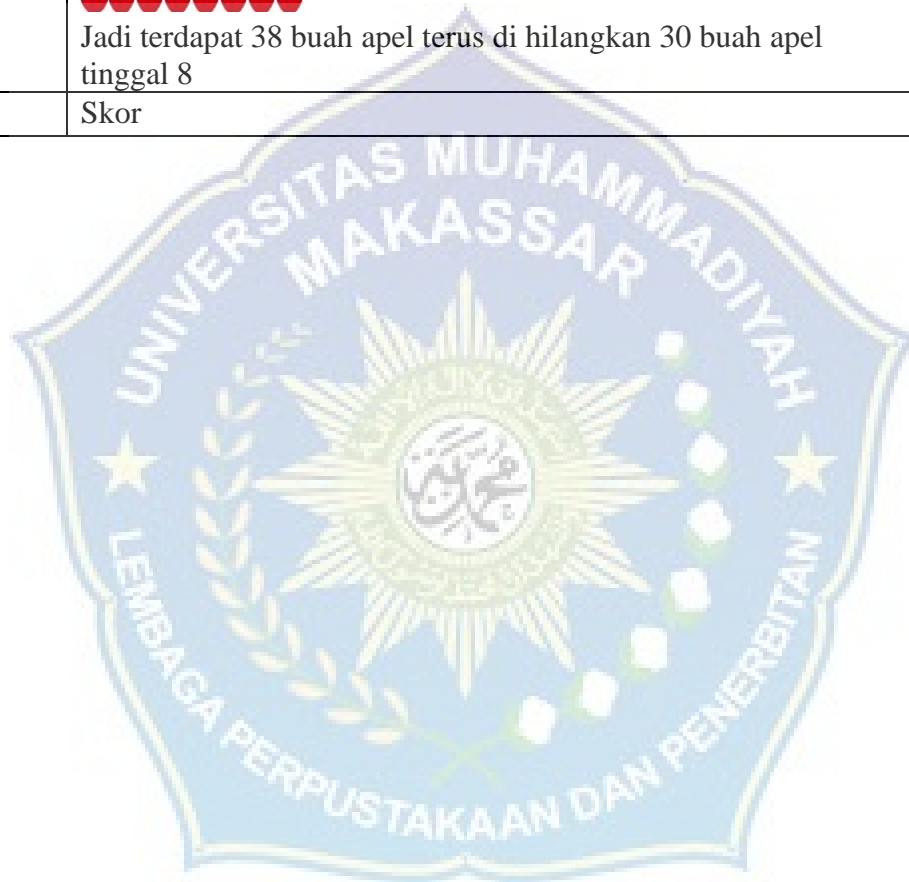 Jadi terdapat 38 buah apel terus di hilangkan 30 buah apel
tinggal 8
Skor
UNIVERSITAS MUHAMMADIYAH
MAKASSAR
LEMBAGA PERPUSTAKAAN DAN PENERBITAN